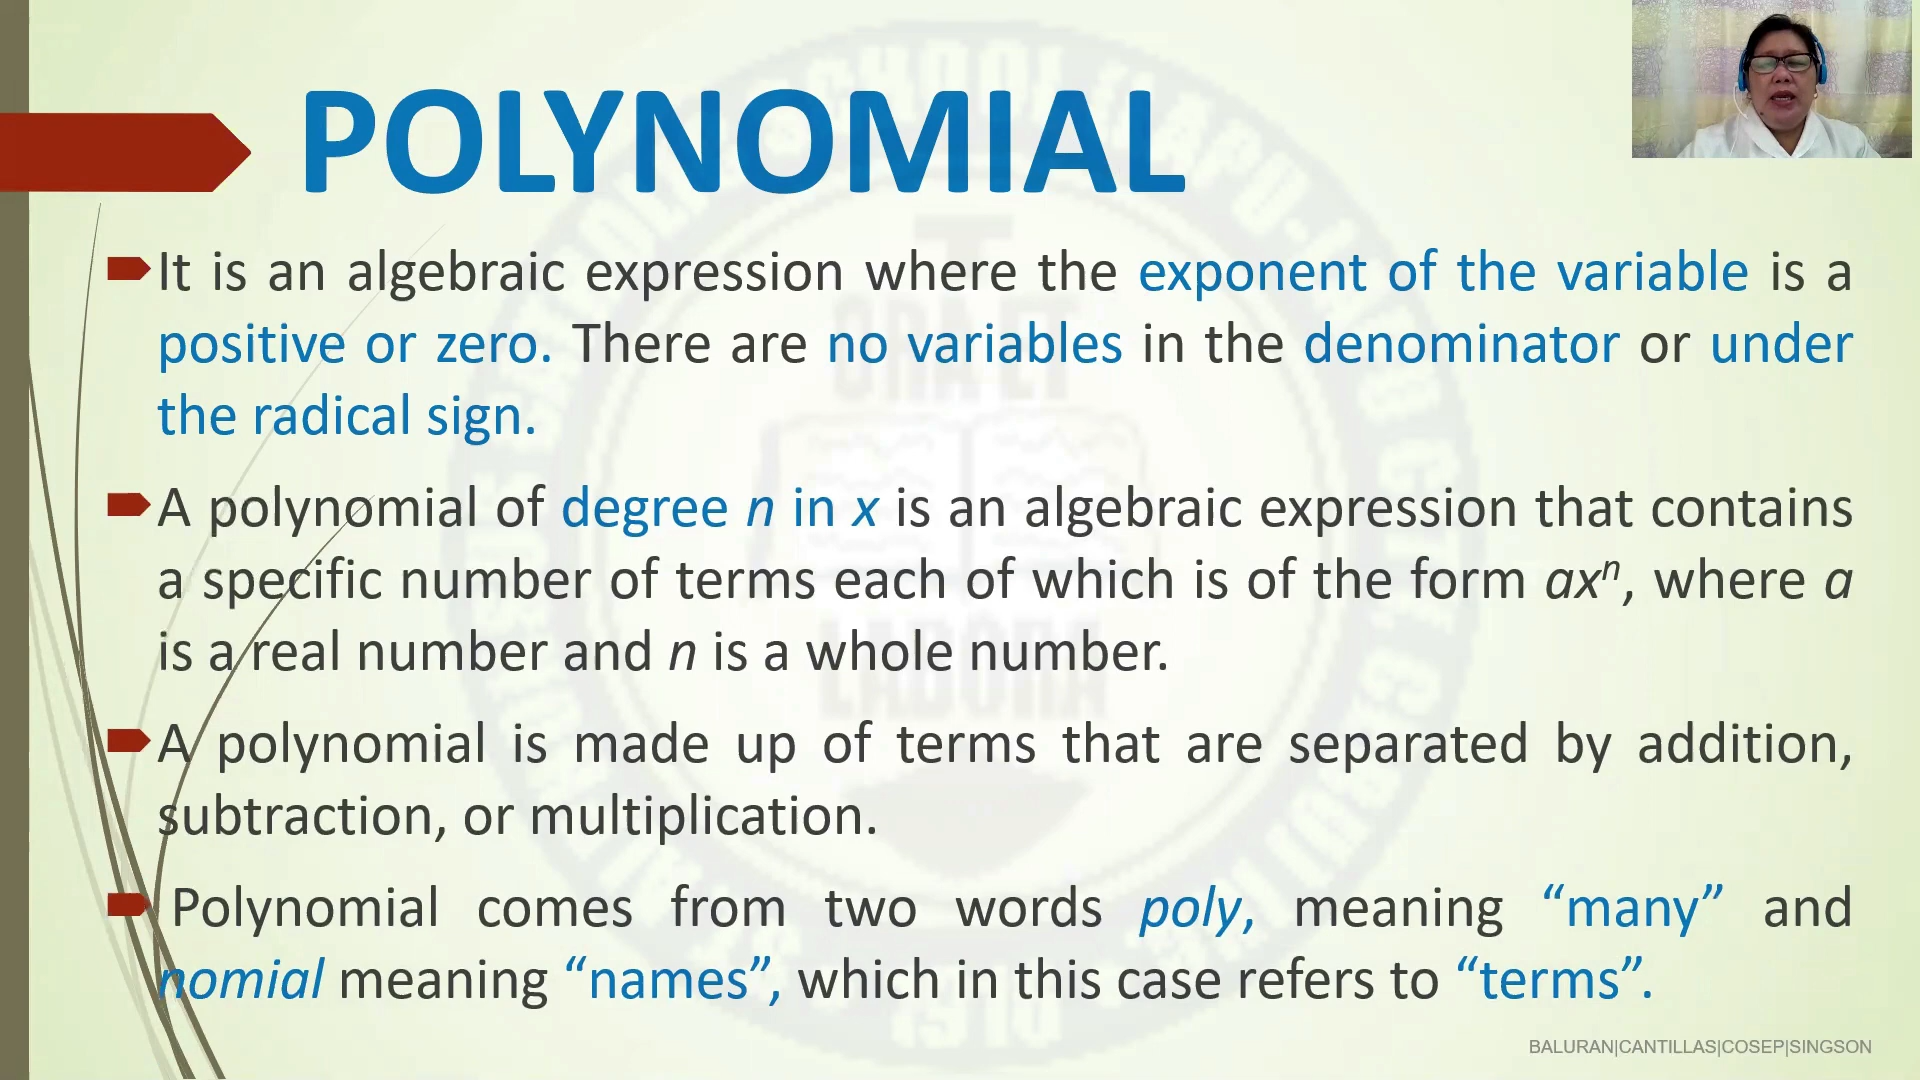 POLYNOMIAL
It is an algebraic expression where the exponent of the variable is a
positive or zero. There are no variables in the denominator or under
the radical sign.
A polynomial of degree n in x is an algebraic expression that contains
a specific number of terms each of which is of the form axⁿ, where a
is a real number and n is a whole number.
A polynomial is made up of terms that are separated by addition,
subtraction, or multiplication.
Polynomial comes from two words poly, meaning “many” and
nomial meaning “names”, which in this case refers to “terms”.
BALURAN|CANTILLAS|COSEP|SINGSON